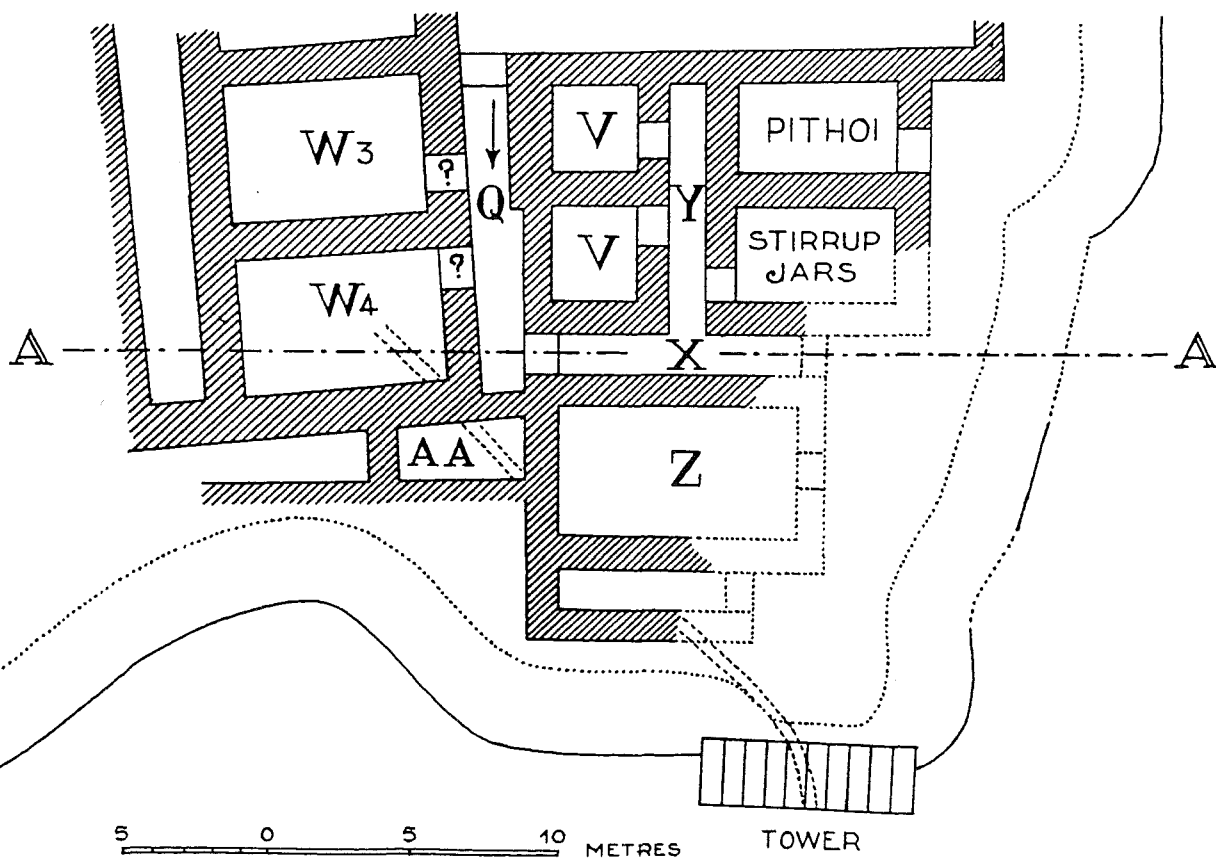 W3
?
Q
V
Y
PITHOI
V
STIRRUP
JARS
?
W4
A
X
A
AA
Z
5 0 5 10 METRES
TOWER